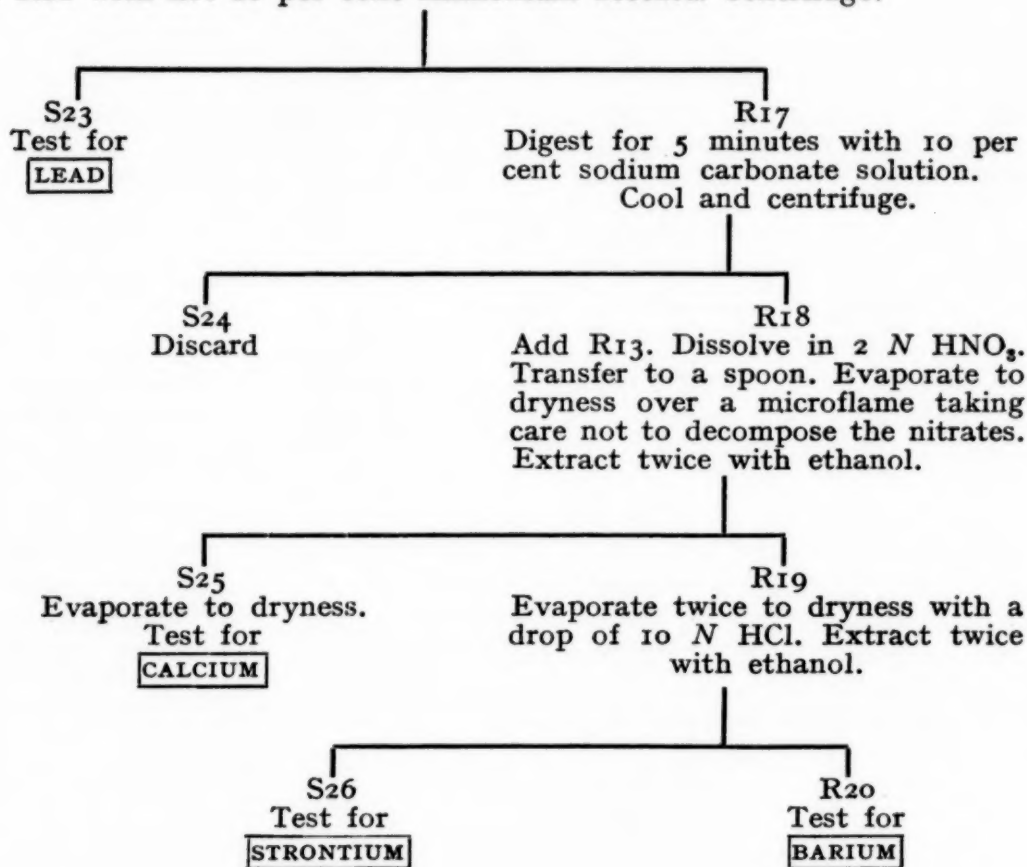 per cent
S23
Test for
LEAD
R17
Digest for 5 minutes with 10 per
cent sodium carbonate solution.
Cool and centrifuge.
S24
Discard
R18
Add R13. Dissolve in 2 N HNO₃.
Transfer to a spoon. Evaporate to
dryness over a microflame taking
care not to decompose the nitrates.
Extract twice with ethanol.
S25
Evaporate to dryness.
Test for
CALCIUM
R19
Evaporate twice to dryness with a
drop of 10 N HCl. Extract twice
with ethanol.
S26
Test for
STRONTIUM
R20
Test for
BARIUM